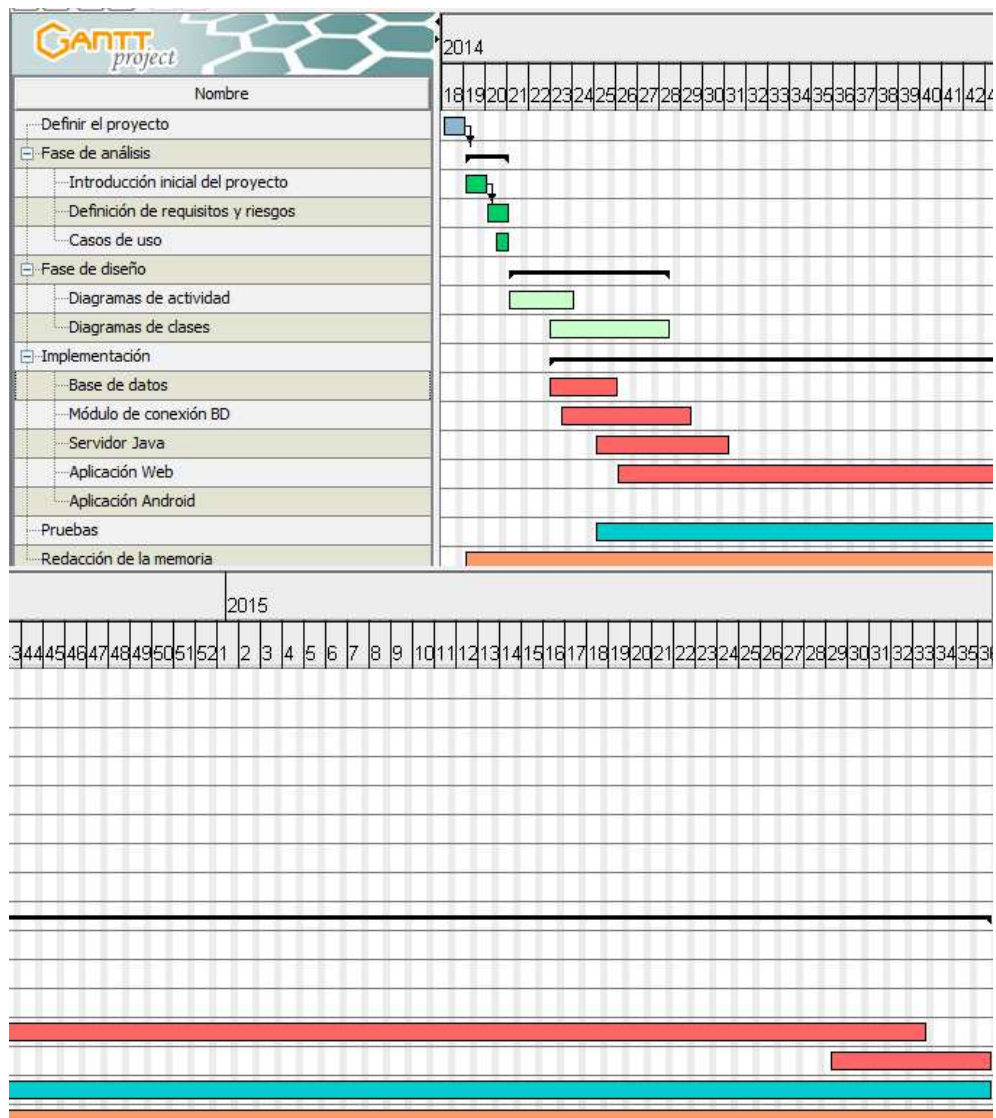 GANTT
project
2014
Nombre
18 19 20 21 22 23 24 25 26 27 28 29 30 31 32 33 34 35 36 37 38 39 40 41 42
Definir el proyecto
Fase de análisis
Introducción inicial del proyecto
Definición de requisitos y riesgos
Casos de uso
Fase de diseño
Diagramas de actividad
Diagramas de clases
Implementación
Base de datos
Módulo de conexión BD
Servidor Java
Aplicación Web
Aplicación Android
Pruebas
Redacción de la memoria
2015
44 45 46 47 48 49 50 51 52 1 2 3 4 5 6 7 8 9 10 11 12 13 14 15 16 17 18 19 20 21 22 23 24 25 26 27 28 29 30 31 32 33 34 35 36